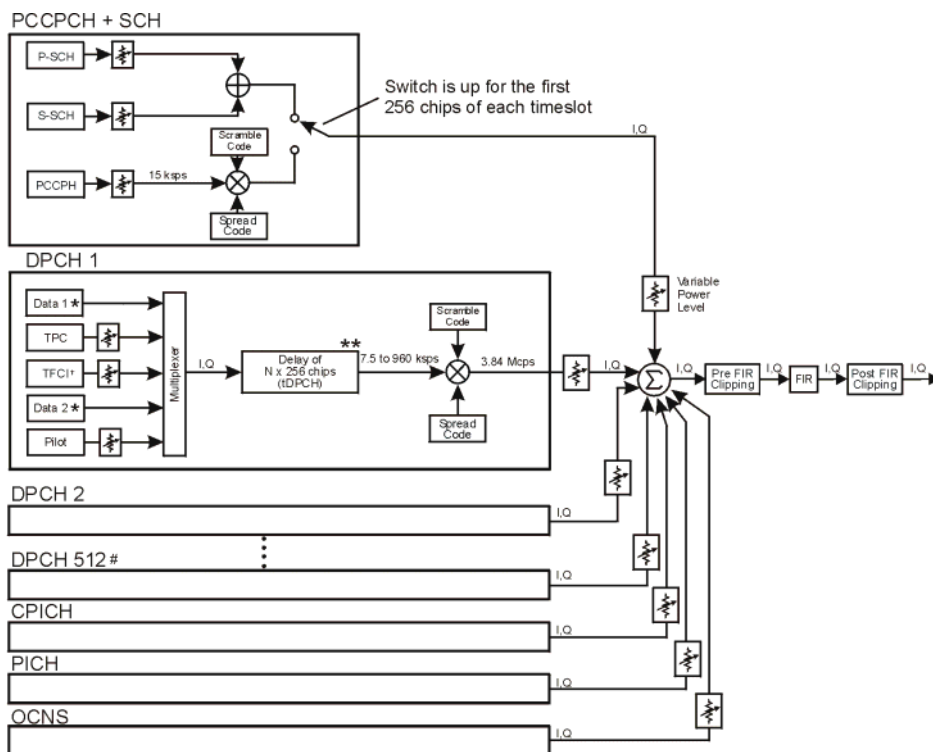 PCCPCH + SCH
P-SCH
S-SCH
Scramble
Code
PCCPH
15 ksps
Spread
Code
Switch is up for the first
256 chips of each timeslot
I,Q
DPCH 1
Data 1*
TPC
TFCI†
Data 2*
Pilot
Multiplexer
I,Q
**
Delay of
N x 256 chips
(tDPCH)
7.5 to 960 ksps
Scramble
Code
3.84 Mcps
Spread
Code
Variable
Power
Level
I,Q
Σ
I,Q
Pre FIR
Clipping
I,Q
FIR
I,Q
Post FIR
Clipping
I,Q
DPCH 2
I,Q
DPCH 512 #
I,Q
CPICH
I,Q
PICH
I,Q
OCNS
I,Q